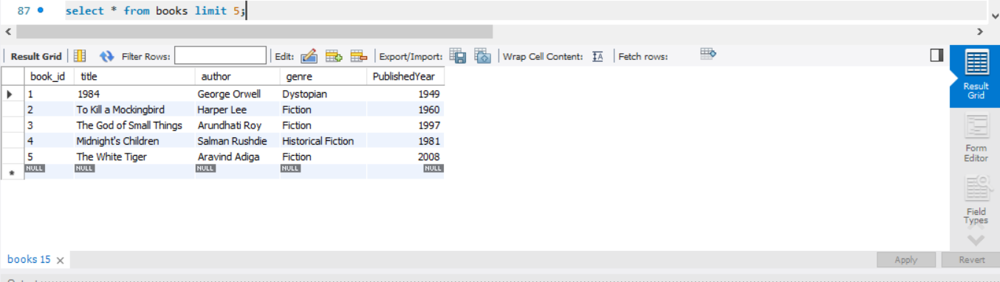 87 select * from books limit 5;
Result Grid Filter Rows: Edit: Export/Import: Wrap Cell Content: IA Fetch rows:
book_id title author genre PublishedYear
1 1984 George Orwell Dystopian 1949
2 To Kill a Mockingbird Harper Lee Fiction 1960
3 The God of Small Things Arundhati Roy Fiction 1997
4 Midnight's Children Salman Rushdie Historical Fiction 1981
5 The White Tiger Aravind Adiga Fiction 2008
NULL NULL NULL NULL NULL
Result
Grid
Form
Editor
Field
Types
books 15
Apply Revert